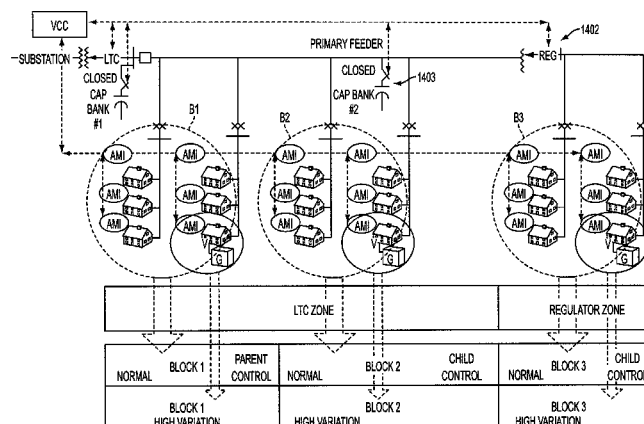 VCC
SUBSTATION
LTC
CLOSED
CAP
BANK
#1
PRIMARY FEEDER
CLOSED
CAP BANK
#2
1403
REG
1402
B1
B2
B3
AMI AMI AMI AMI AMI AMI
AMI AMI AMI AMI AMI AMI
AMI AMI AMI AMI AMI AMI
V V V
G G G
LTC ZONE REGULATOR ZONE
BLOCK 1 PARENT BLOCK 2 CHILD BLOCK 3 CHILD
NORMAL CONTROL NORMAL CONTROL NORMAL CONTROL
BLOCK 1 BLOCK 2 BLOCK 3
HIGH VARIATION HIGH VARIATION HIGH VARIATION